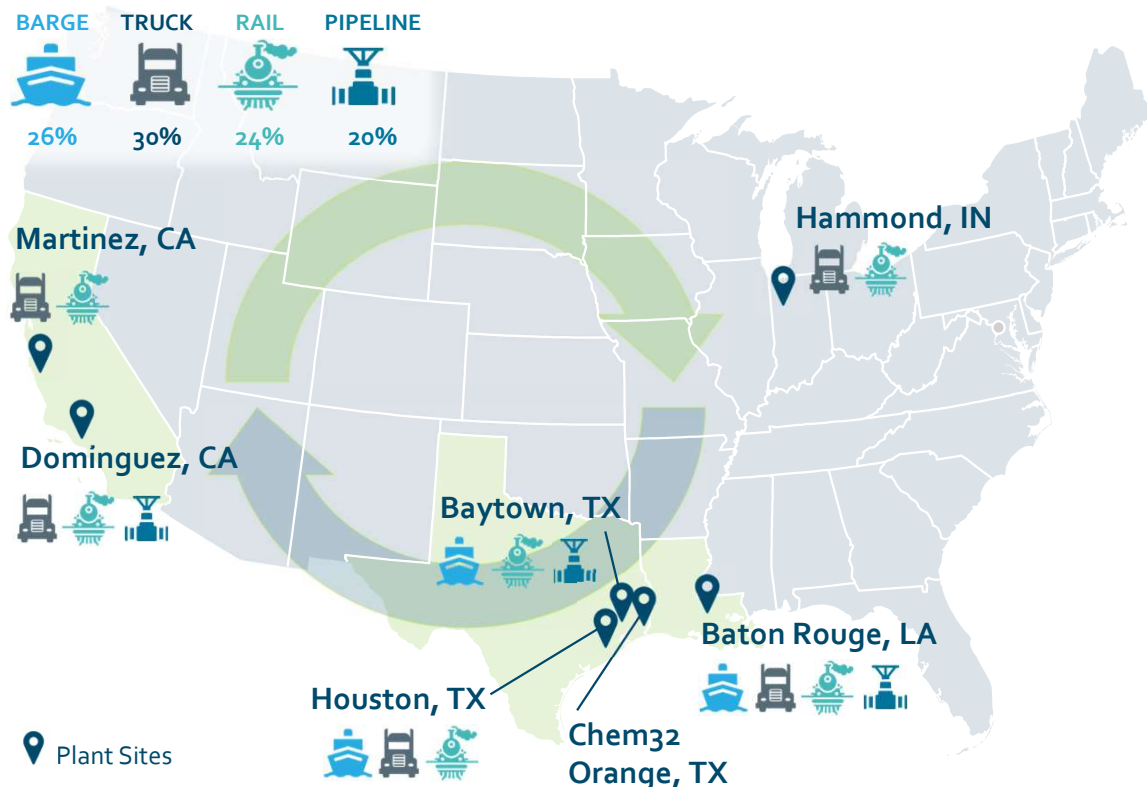 BARGE TRUCK RAIL PIPELINE
26% 30% 24% 20%
Martinez, CA
Hammond, IN
Dominguez, CA
Baytown, TX
Baton Rouge, LA
Houston, TX
Chem32
Orange, TX
Plant Sites